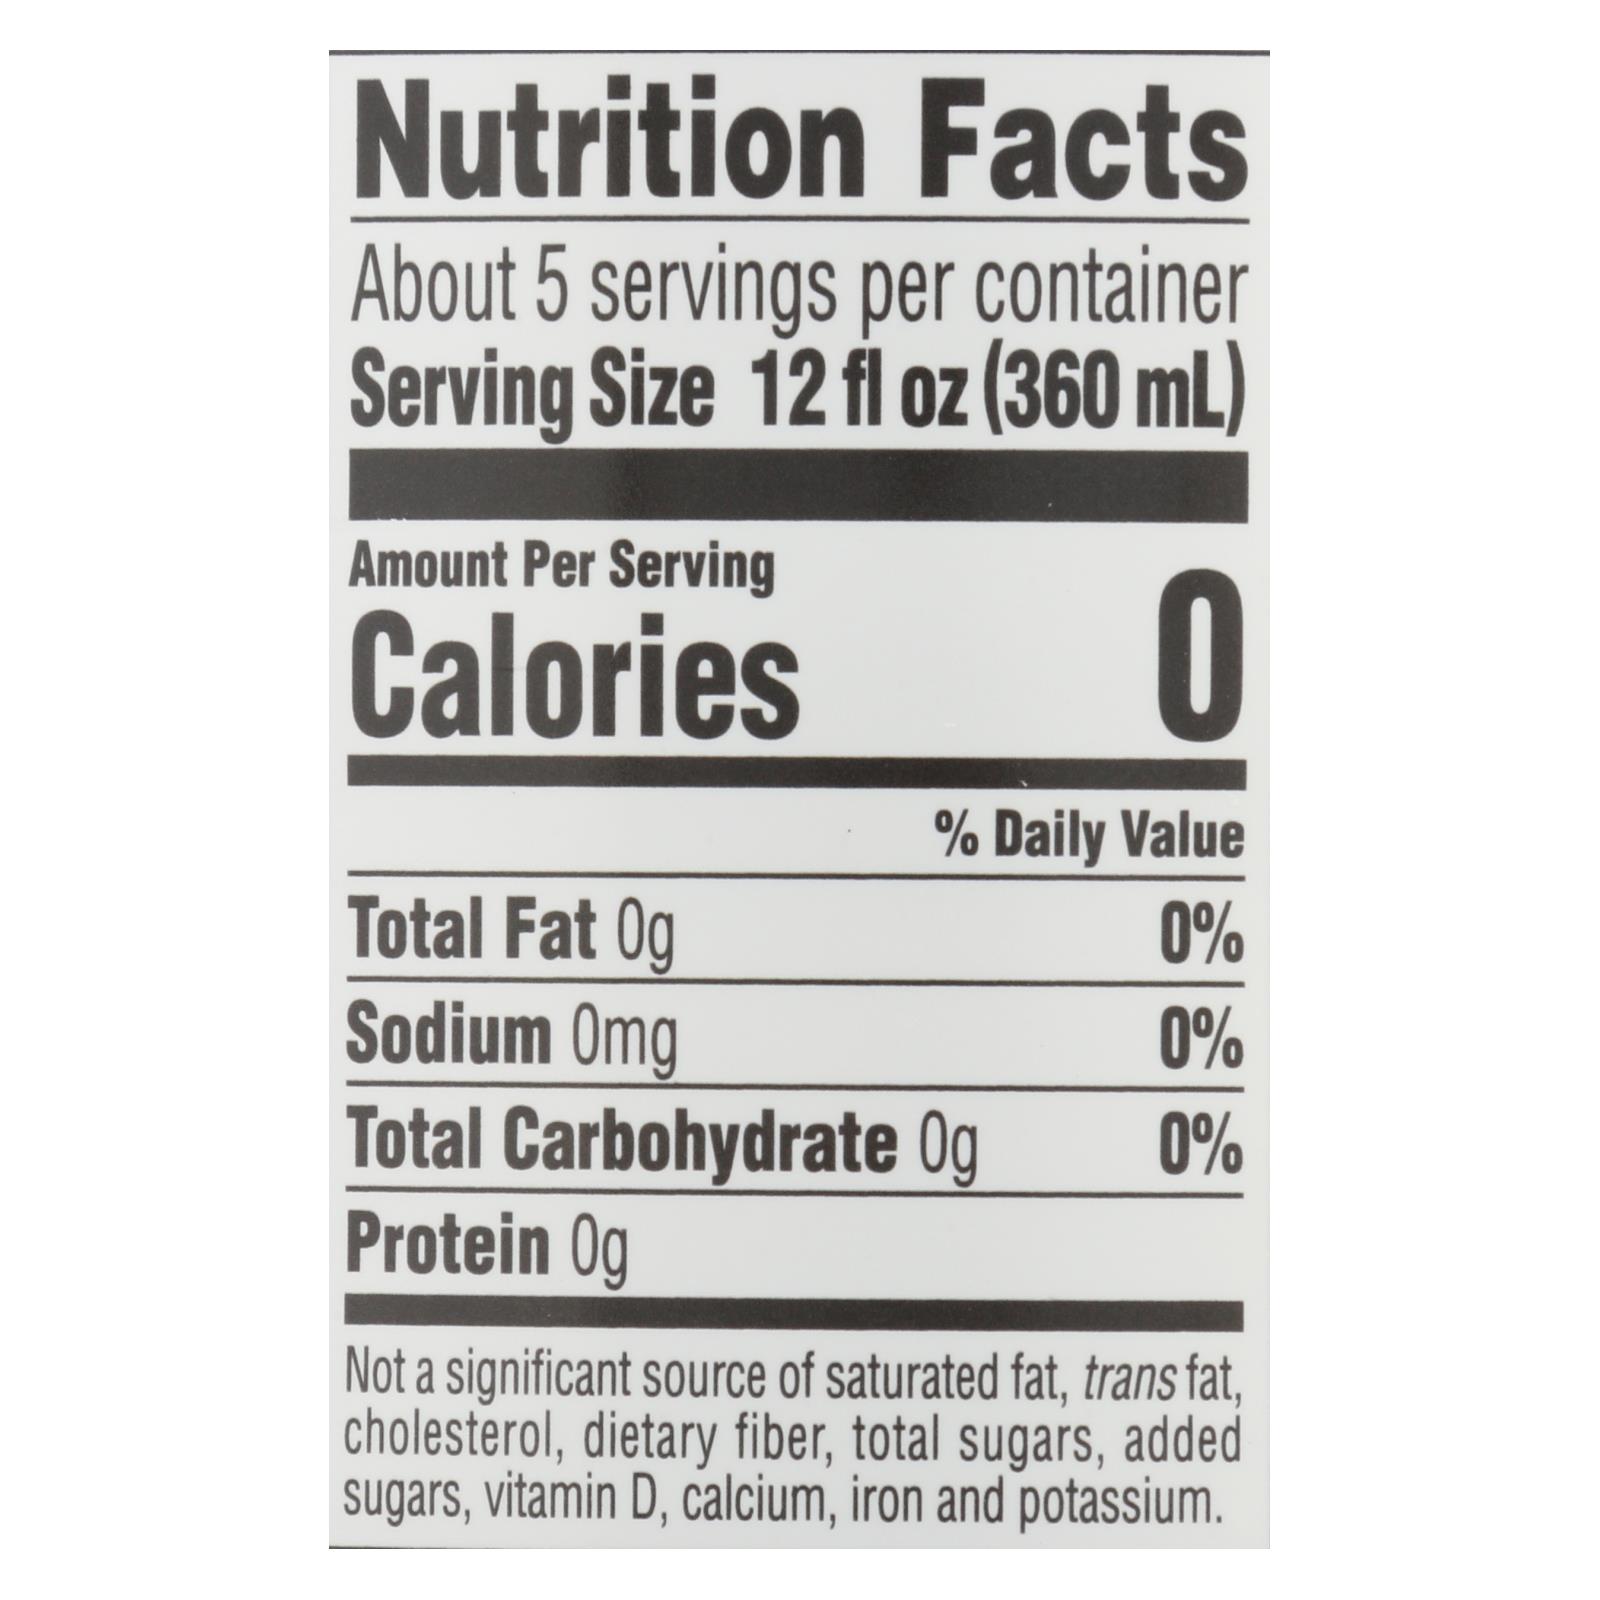 Nutrition Facts
About 5 servings per container
Serving Size 12 fl oz (360 mL)
Amount Per Serving
Calories 0
% Daily Value
Total Fat 0g 0%
Sodium 0mg 0%
Total Carbohydrate 0g 0%
Protein 0g
Not a significant source of saturated fat, trans fat,
cholesterol, dietary fiber, total sugars, added
sugars, vitamin D, calcium, iron and potassium.